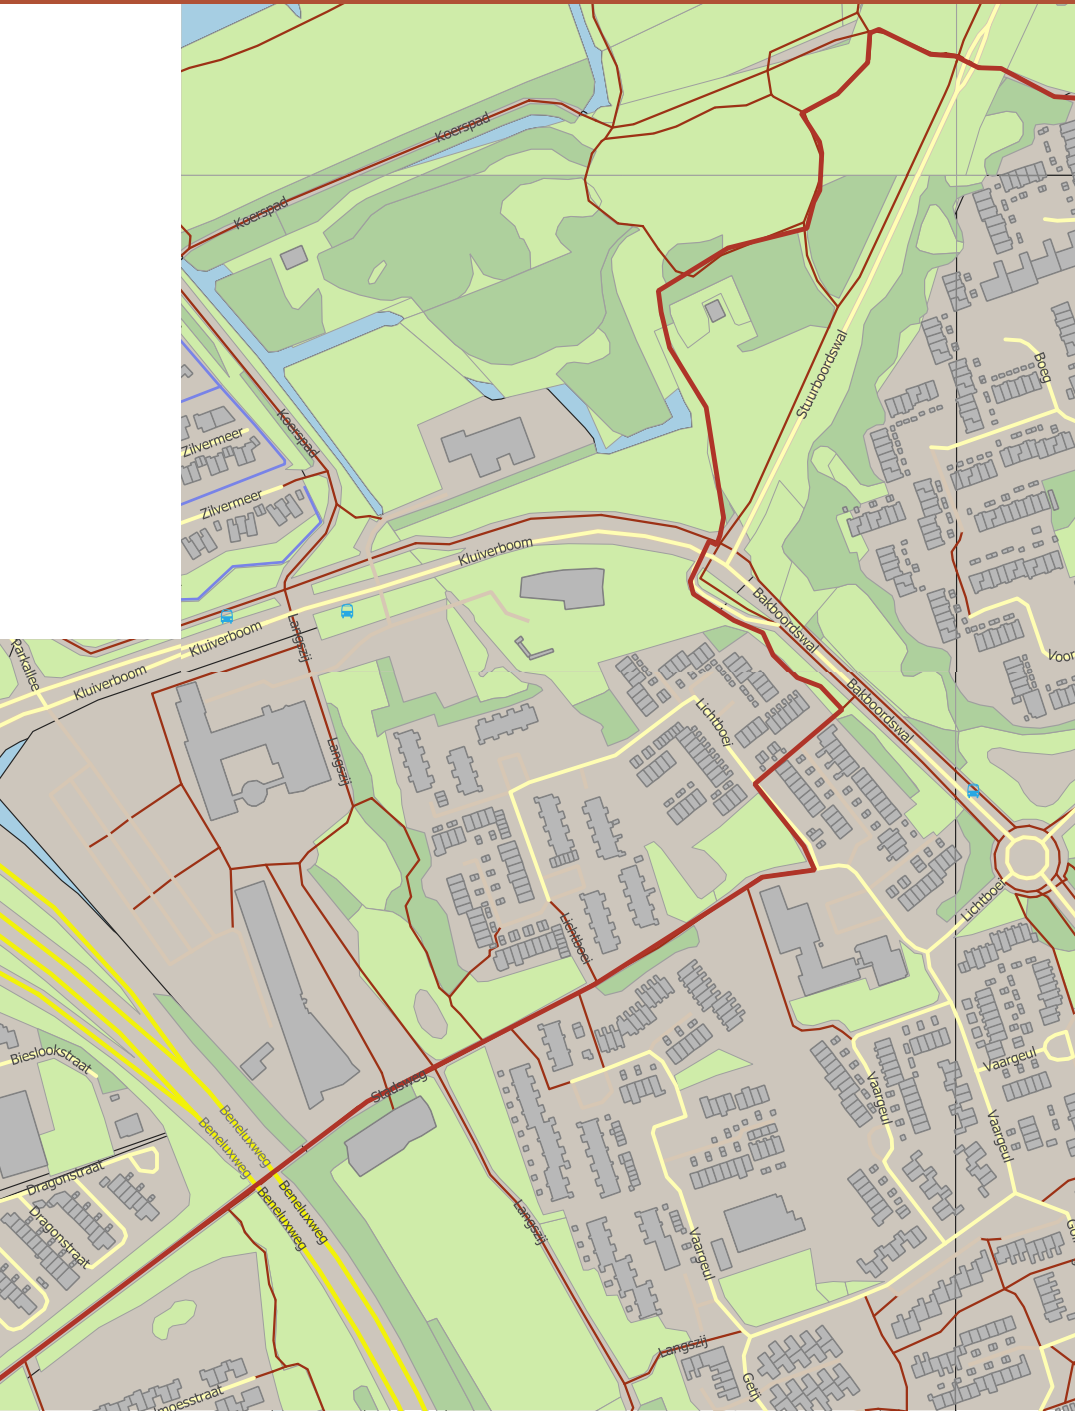 Koerspad
Koerspad
Stuurboordswal
Boeg
Koerspad
Zilvermeer
Zilvermeer
Kluiverboom
Bakboordswal
Kluiverboom
Langszij
Parkallee
Voor
Kluiverboom
Bakboordswal
Lichtboei
Langszij
Lichtboei
Lichtboei
Bieslookstraat
Vaargeul
Stadsweg
Vaargeul
Beneluxweg
Beneluxweg
Vaargeul
Dragonstraat
Dragonstraat
Beneluxweg
Beneluxweg
Langszij
Vaargeul
Langszij
moesstraat
Getij